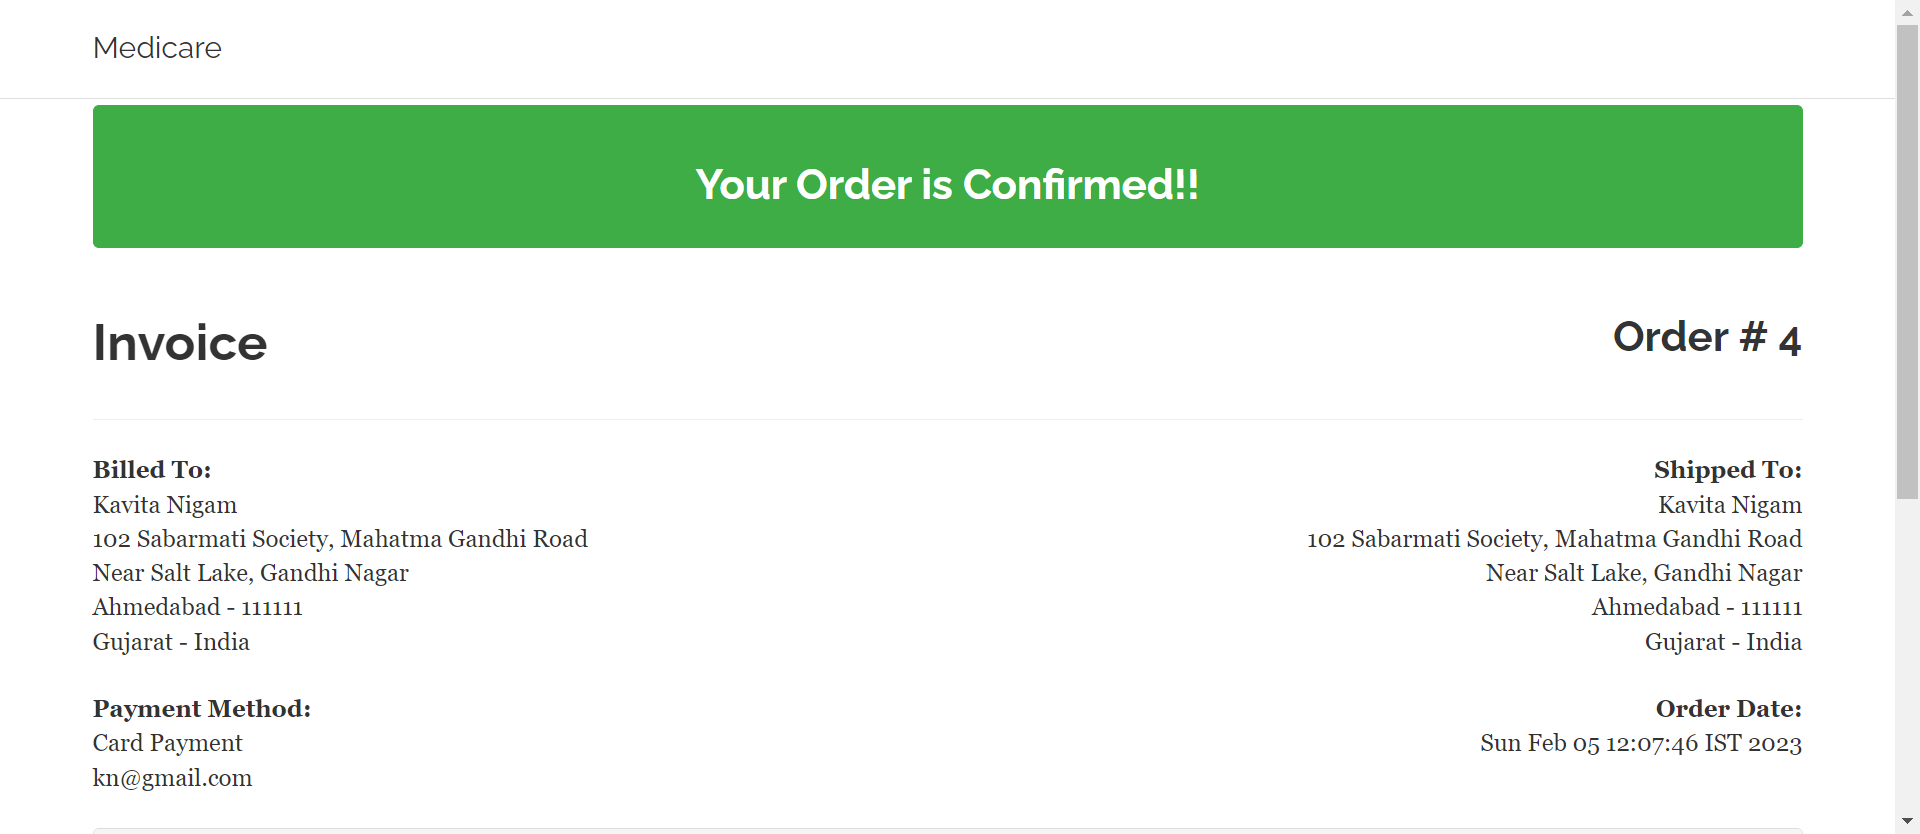 Medicare
Your Order is Confirmed!!
Invoice
Order # 4
Billed To:
Kavita Nigam
102 Sabarmati Society, Mahatma Gandhi Road
Near Salt Lake, Gandhi Nagar
Ahmedabad - 111111
Gujarat - India
Shipped To:
Kavita Nigam
102 Sabarmati Society, Mahatma Gandhi Road
Near Salt Lake, Gandhi Nagar
Ahmedabad - 111111
Gujarat - India
Payment Method:
Card Payment
kn@gmail.com
Order Date:
Sun Feb 05 12:07:46 IST 2023